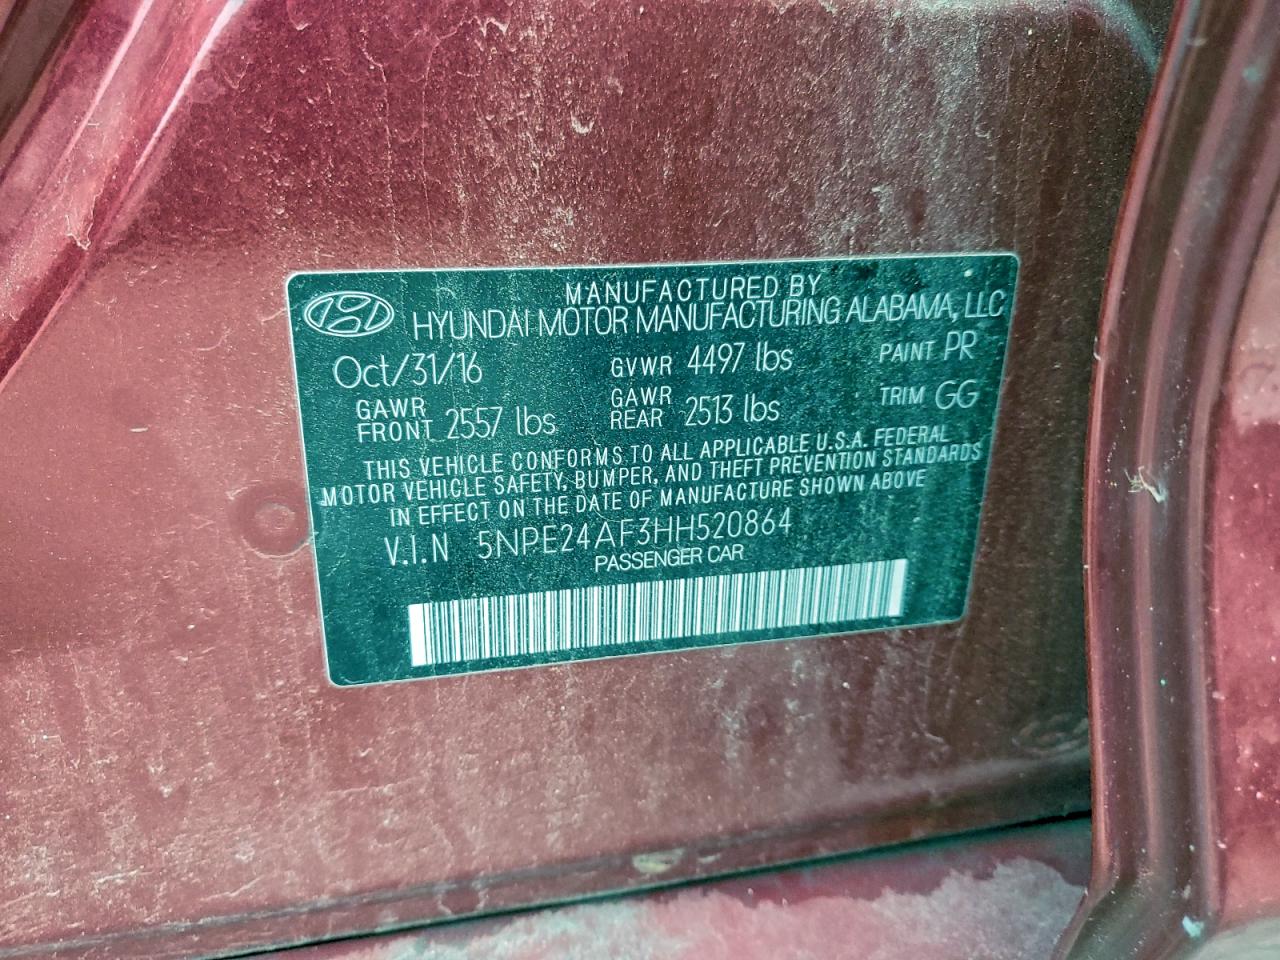 MANUFACTURED BY
HYUNDAI MOTOR MANUFACTURING ALABAMA, LLC
Oct/31/16 GVWR 4497 lbs PAINT PR
GAWR FRONT 2557 lbs GAWR REAR 2513 lbs TRIM GG
THIS VEHICLE CONFORMS TO ALL APPLICABLE U.S.A. FEDERAL
MOTOR VEHICLE SAFETY, BUMPER, AND THEFT PREVENTION STANDARDS
IN EFFECT ON THE DATE OF MANUFACTURE SHOWN ABOVE
V.I.N 5NPE24AF3HH520864
PASSENGER CAR